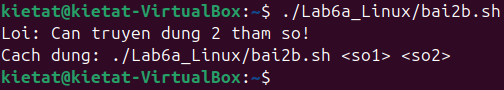 kietat@kietat-VirtualBox:~$ ./Lab6a_Linux/bai2b.sh
Loi: Can truyen dung 2 tham so!
Cach dung: ./Lab6a_Linux/bai2b.sh <so1> <so2>
kietat@kietat-VirtualBox:~$